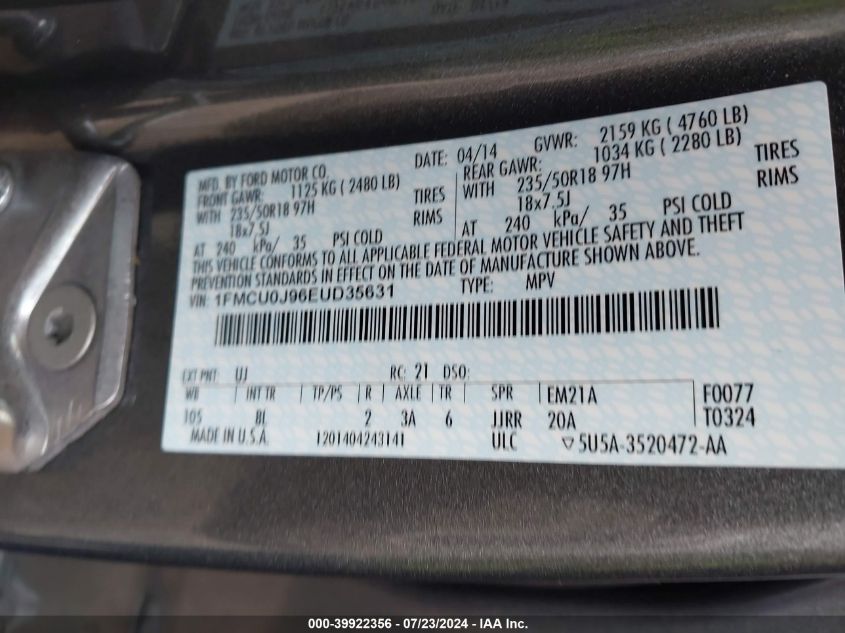 MFD. BY FORD MOTOR CO.
DATE: 04/14 GVWR: 2159 KG ( 4760 LB)
FRONT GAWR: 1125 KG ( 2480 LB) REAR GAWR: 1034 KG ( 2280 LB)
WITH 235/50R18 97H TIRES WITH 235/50R18 97H TIRES
18x7.5J RIMS 18x7.5J RIMS
AT 240 kPa/ 35 PSI COLD AT 240 kPa/ 35 PSI COLD
THIS VEHICLE CONFORMS TO ALL APPLICABLE FEDERAL MOTOR VEHICLE SAFETY AND THEFT
PREVENTION STANDARDS IN EFFECT ON THE DATE OF MANUFACTURE SHOWN ABOVE.
VIN: 1FMCU0J96EUD35631 TYPE: MPV
EXT PNT: UJ RC: 21 DSO:
WB INT TR TP/PS R AXLE TR SPR EM21A F0077
105 BL 2 3A 6 JJRR 20A T0324
MADE IN U.S.A. 1201404243141 ULC 5U5A-3520472-AA
000-39922356 - 07/23/2024 - IAA Inc.